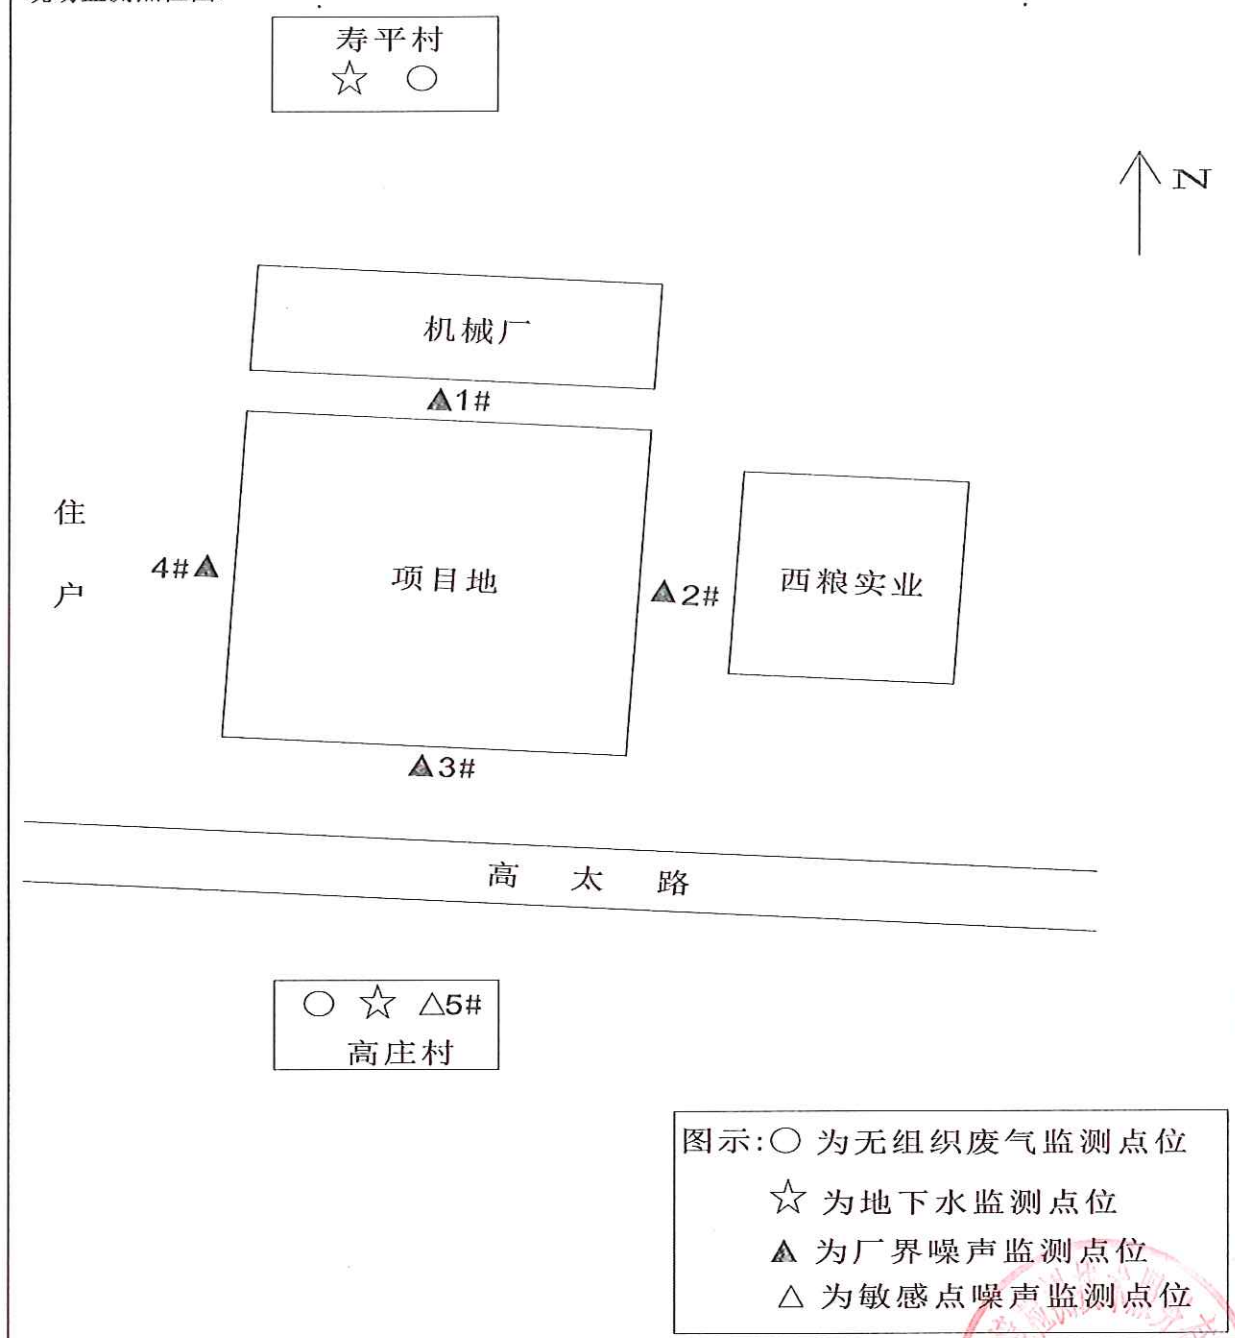 寿平村
N
机械厂
▲1#
住户
4#▲
项目地
▲2#
西粮实业
▲3#
高太路
△5#
高庄村
图示:○ 为无组织废气监测点位
☆ 为地下水监测点位
▲ 为厂界噪声监测点位
△ 为敏感点噪声监测点位